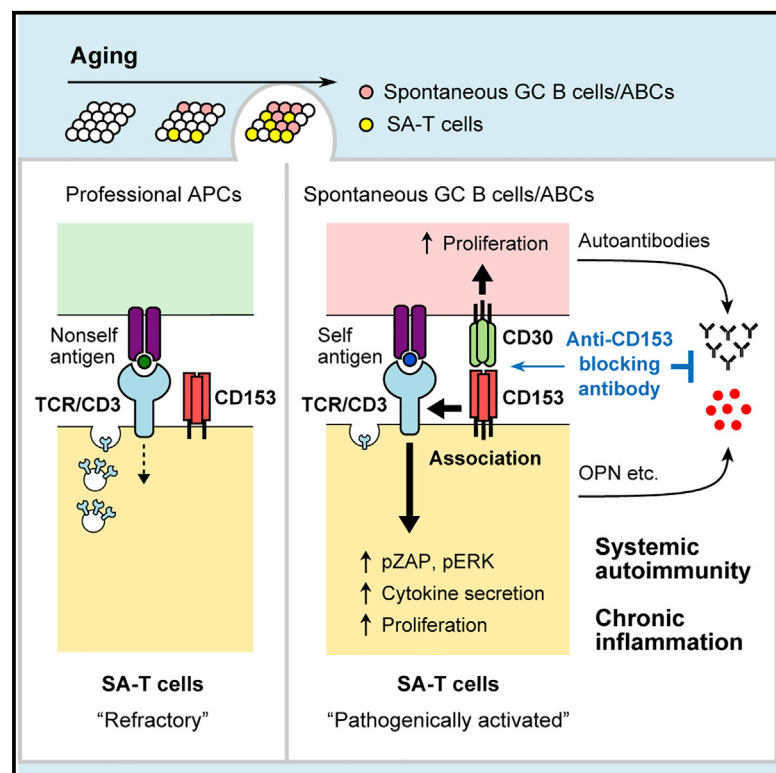 Aging
Spontaneous GC B cells/ABCs
SA-T cells
Professional APCs
Nonself
antigen
TCR/CD3
CD153
SA-T cells
“Refractory”
Spontaneous GC B cells/ABCs
↑ Proliferation
Self
antigen
CD30
TCR/CD3
CD153
Association
↑ pZAP, pERK
↑ Cytokine secretion
↑ Proliferation
SA-T cells
“Pathogenically activated”
Autoantibodies
Anti-CD153
blocking
antibody
OPN etc.
Systemic
autoimmunity
Chronic
inflammation